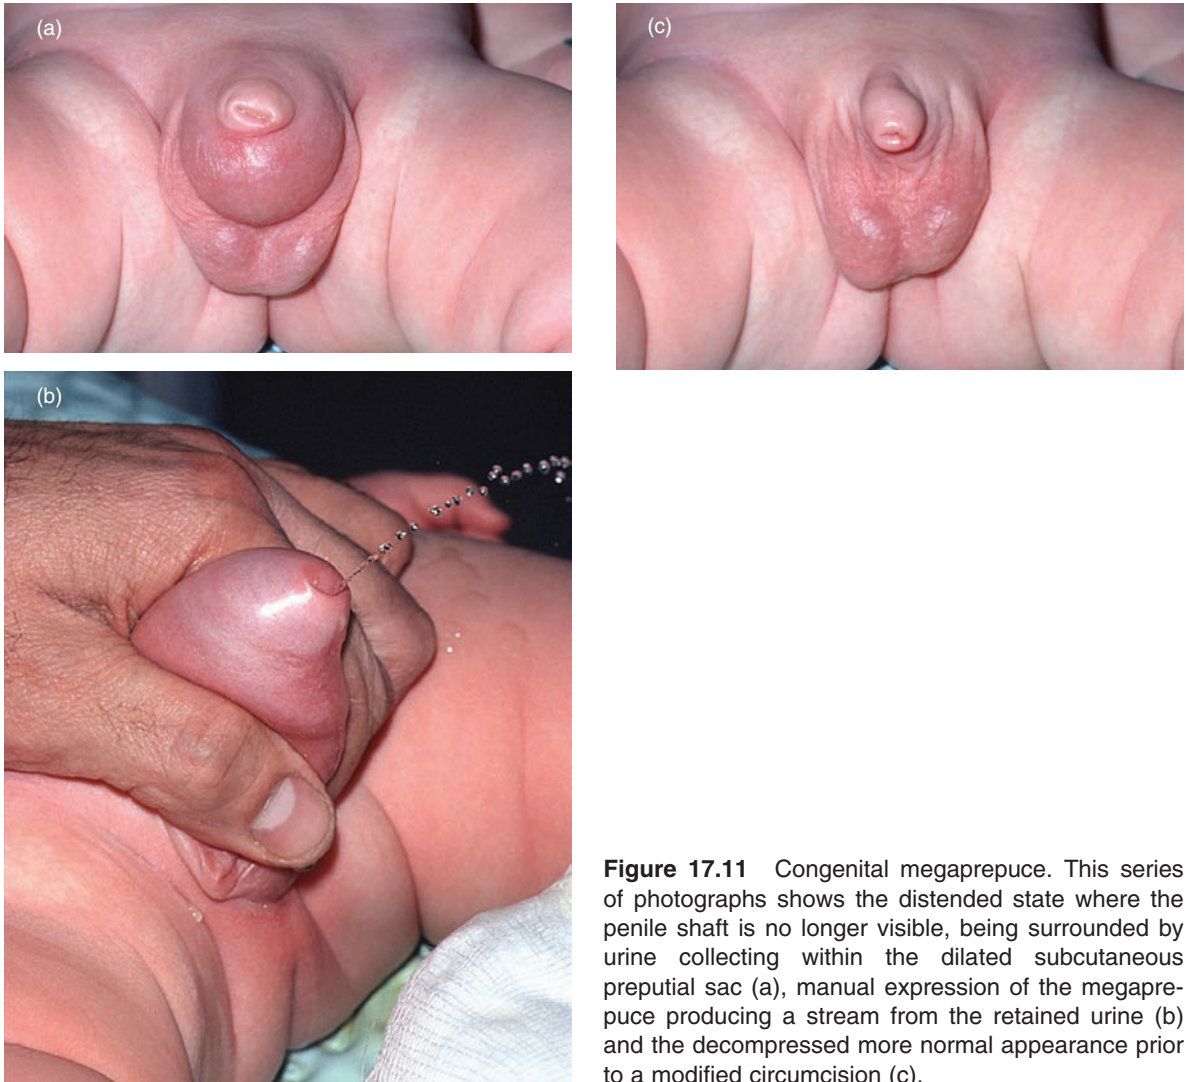 (a)
(c)
(b)
Figure 17.11 Congenital megaprepuce. This series
of photographs shows the distended state where the
penile shaft is no longer visible, being surrounded by
urine collecting within the dilated subcutaneous
preputial sac (a), manual expression of the megapre-
puce producing a stream from the retained urine (b)
and the decompressed more normal appearance prior
to a modified circumcision (c).